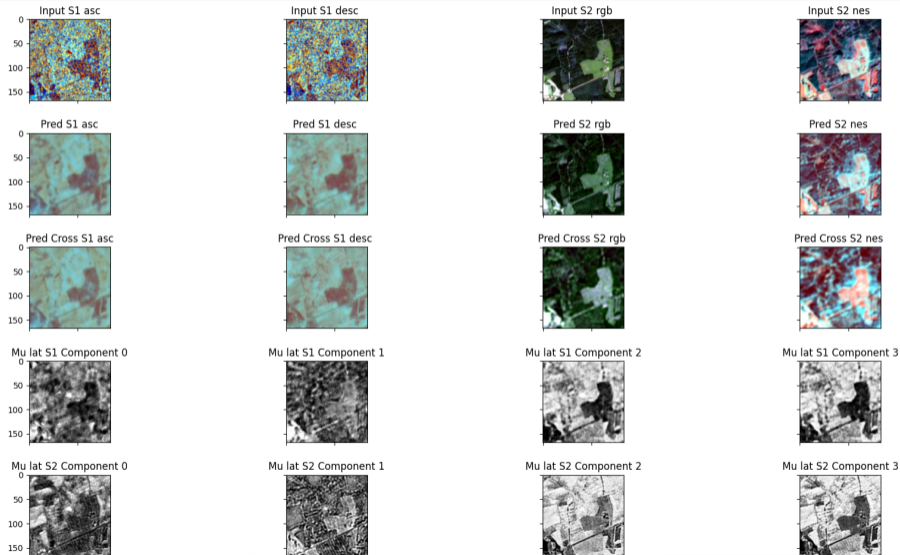 Input S1 asc
Input S1 desc
Input S2 rgb
Input S2 nes
0
50
100
150
Pred S1 asc
Pred S1 desc
Pred S2 rgb
Pred S2 nes
0
50
100
150
Pred Cross S1 asc
Pred Cross S1 desc
Pred Cross S2 rgb
Pred Cross S2 nes
0
50
100
150
Mu lat S1 Component 0
Mu lat S1 Component 1
Mu lat S1 Component 2
Mu lat S1 Component 3
0
50
100
150
Mu lat S2 Component 0
Mu lat S2 Component 1
Mu lat S2 Component 2
Mu lat S2 Component 3
0
50
100
150